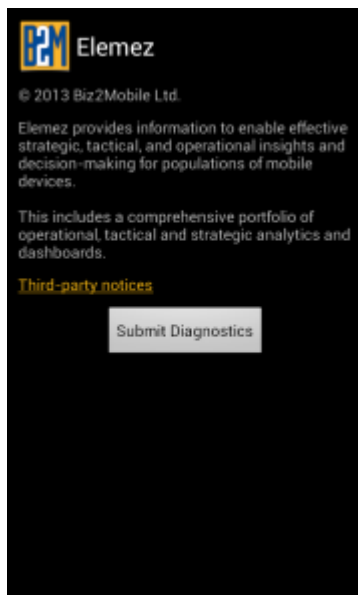 B2M Elemez
© 2013 Biz2Mobile Ltd.
Elemez provides information to enable effective
strategic, tactical, and operational insights and
decision-making for populations of mobile
devices.
This includes a comprehensive portfolio of
operational, tactical and strategic analytics and
dashboards.
Third-party notices
Submit Diagnostics